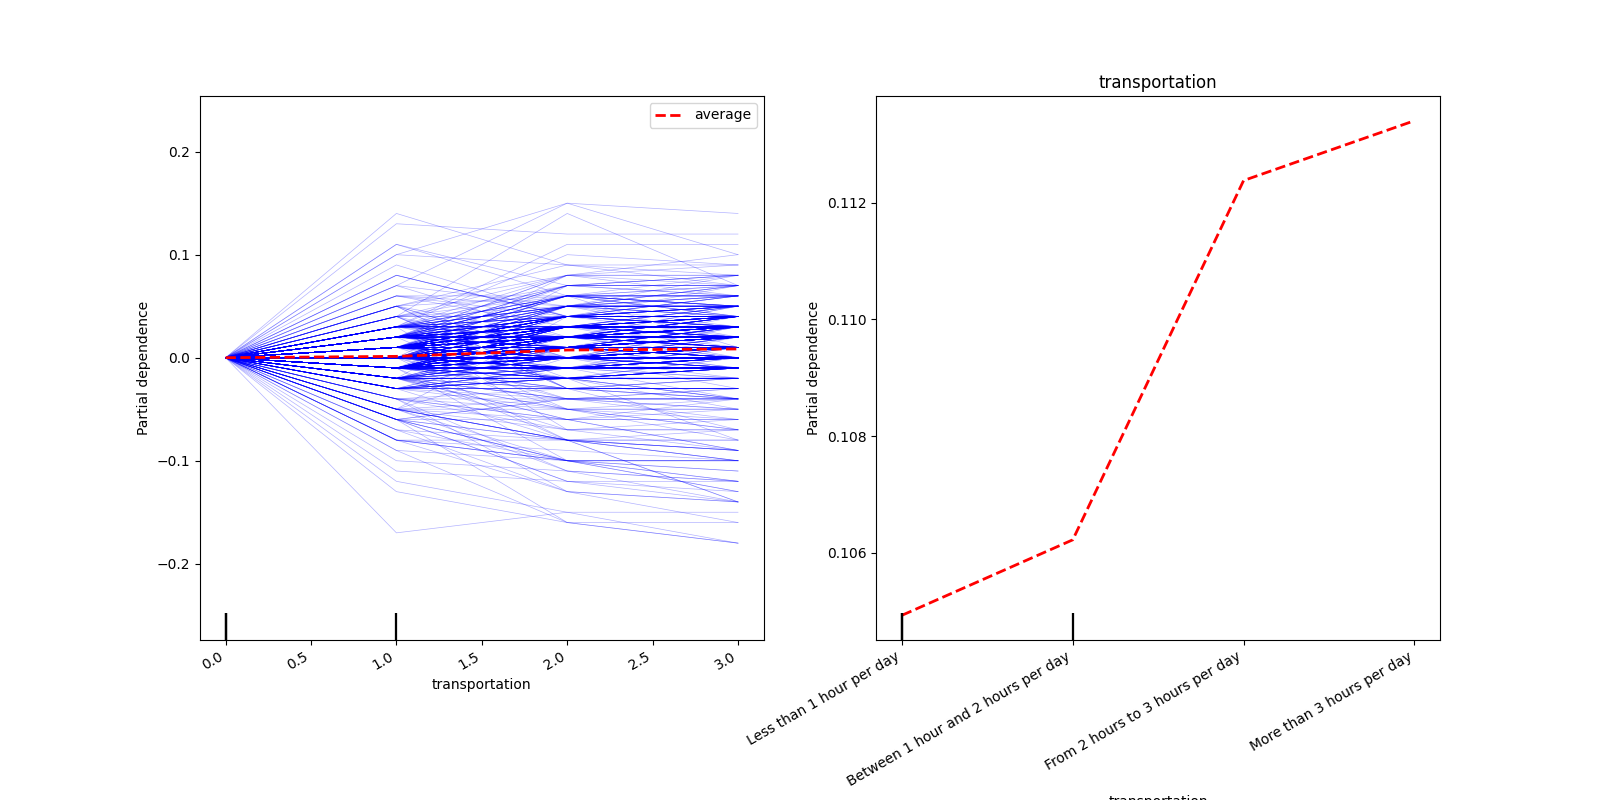 average
0.2
0.1
0.0
−0.1
−0.2
Partial dependence
0.0
0.5
1.0
1.5
2.0
2.5
3.0
transportation
transportation
0.112
0.110
0.108
0.106
Partial dependence
Less than 1 hour per day
Between 1 hour and 2 hours per day
From 2 hours to 3 hours per day
More than 3 hours per day
transportation